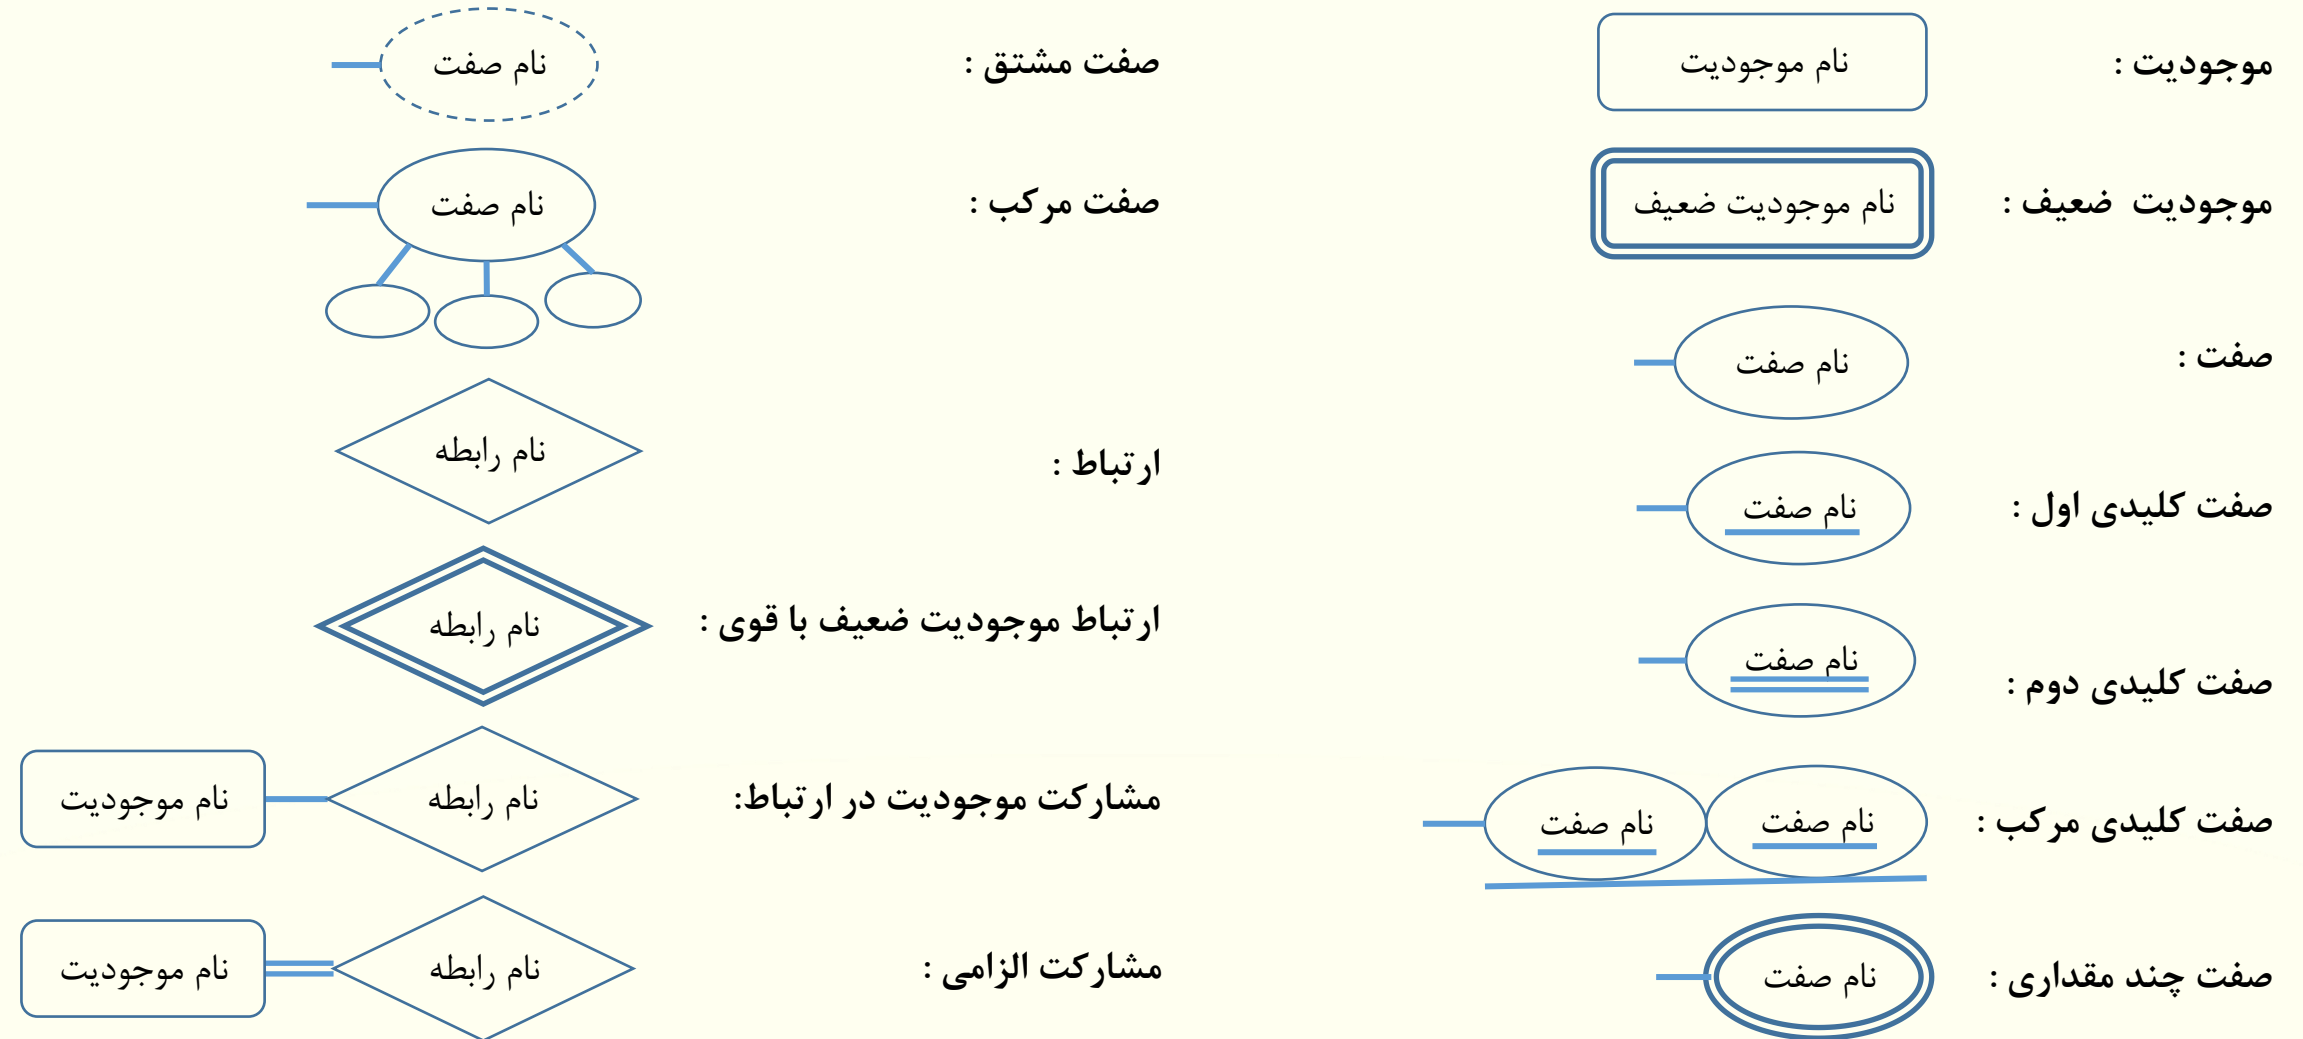 موجودیت :
نام موجودیت
موجودیت ضعیف :
نام موجودیت ضعیف
صفت :
نام صفت
صفت کلیدی اول :
نام صفت
صفت کلیدی دوم :
نام صفت
صفت کلیدی مرکب :
نام صفت
نام صفت
صفت چند مقداری :
نام صفت
صفت مشتق :
نام صفت
صفت مرکب :
نام صفت
ارتباط :
نام رابطه
ارتباط موجودیت ضعیف با قوی :
نام رابطه
مشارکت موجودیت در ارتباط:
نام رابطه
نام موجودیت
مشارکت الزامی :
نام رابطه
نام موجودیت